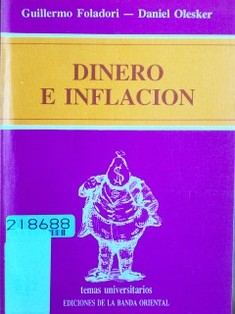 Guillermo Foladori — Daniel Olesker
DINERO
E INFLACION
$
218688
temas universitarios
EDICIONES DE LA BANDA ORIENTAL